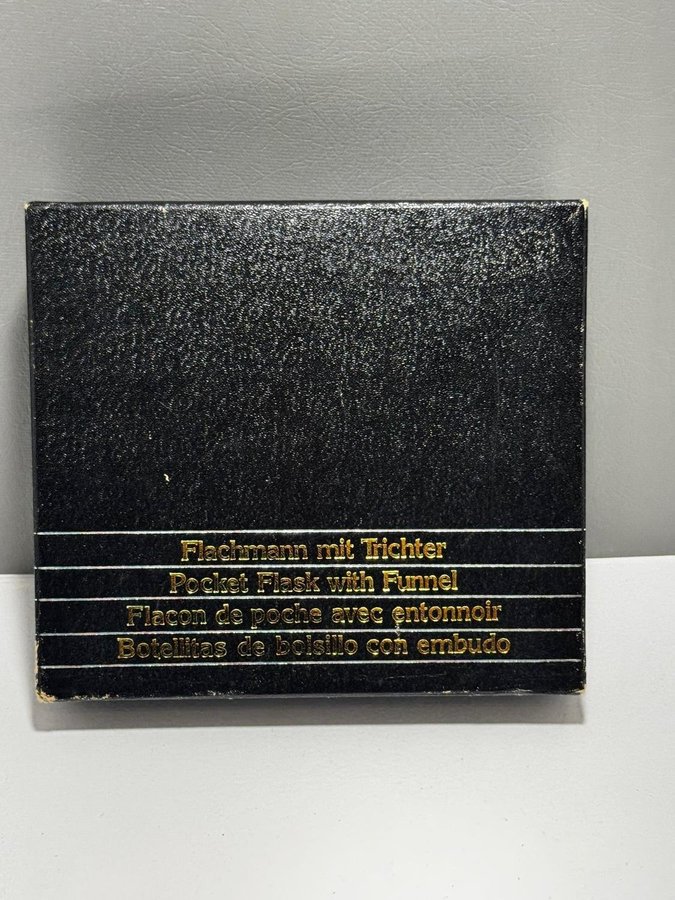 Flachmann mit Trichter
Pocket Flask with Funnel
Flacon de poche avec entonnoir
Botellitas de bolsillo con embudo